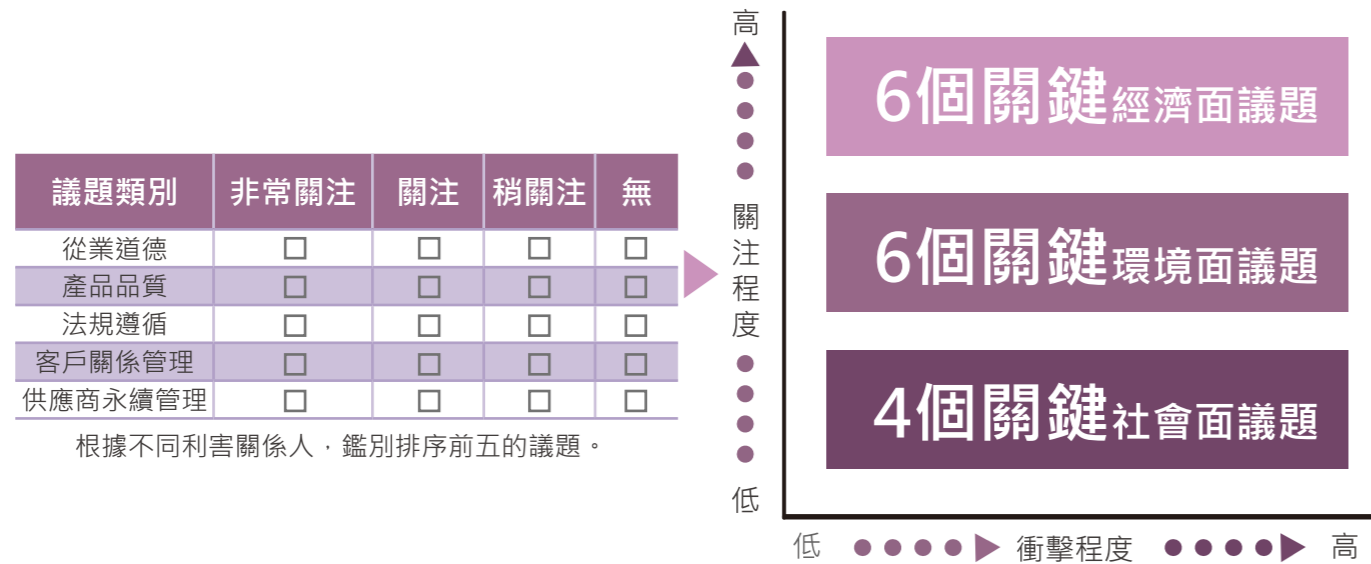 議題類別 非常關注 關注 稍關注 無
從業道德 □ □ □ □
產品品質 □ □ □ □
法規遵循 □ □ □ □
客戶關係管理 □ □ □ □
供應商永續管理 □ □ □ □
根據不同利害關係人，鑑別排序前五的議題。
高
關注程度
低
6個關鍵經濟面議題
6個關鍵環境面議題
4個關鍵社會面議題
低 衝擊程度 高